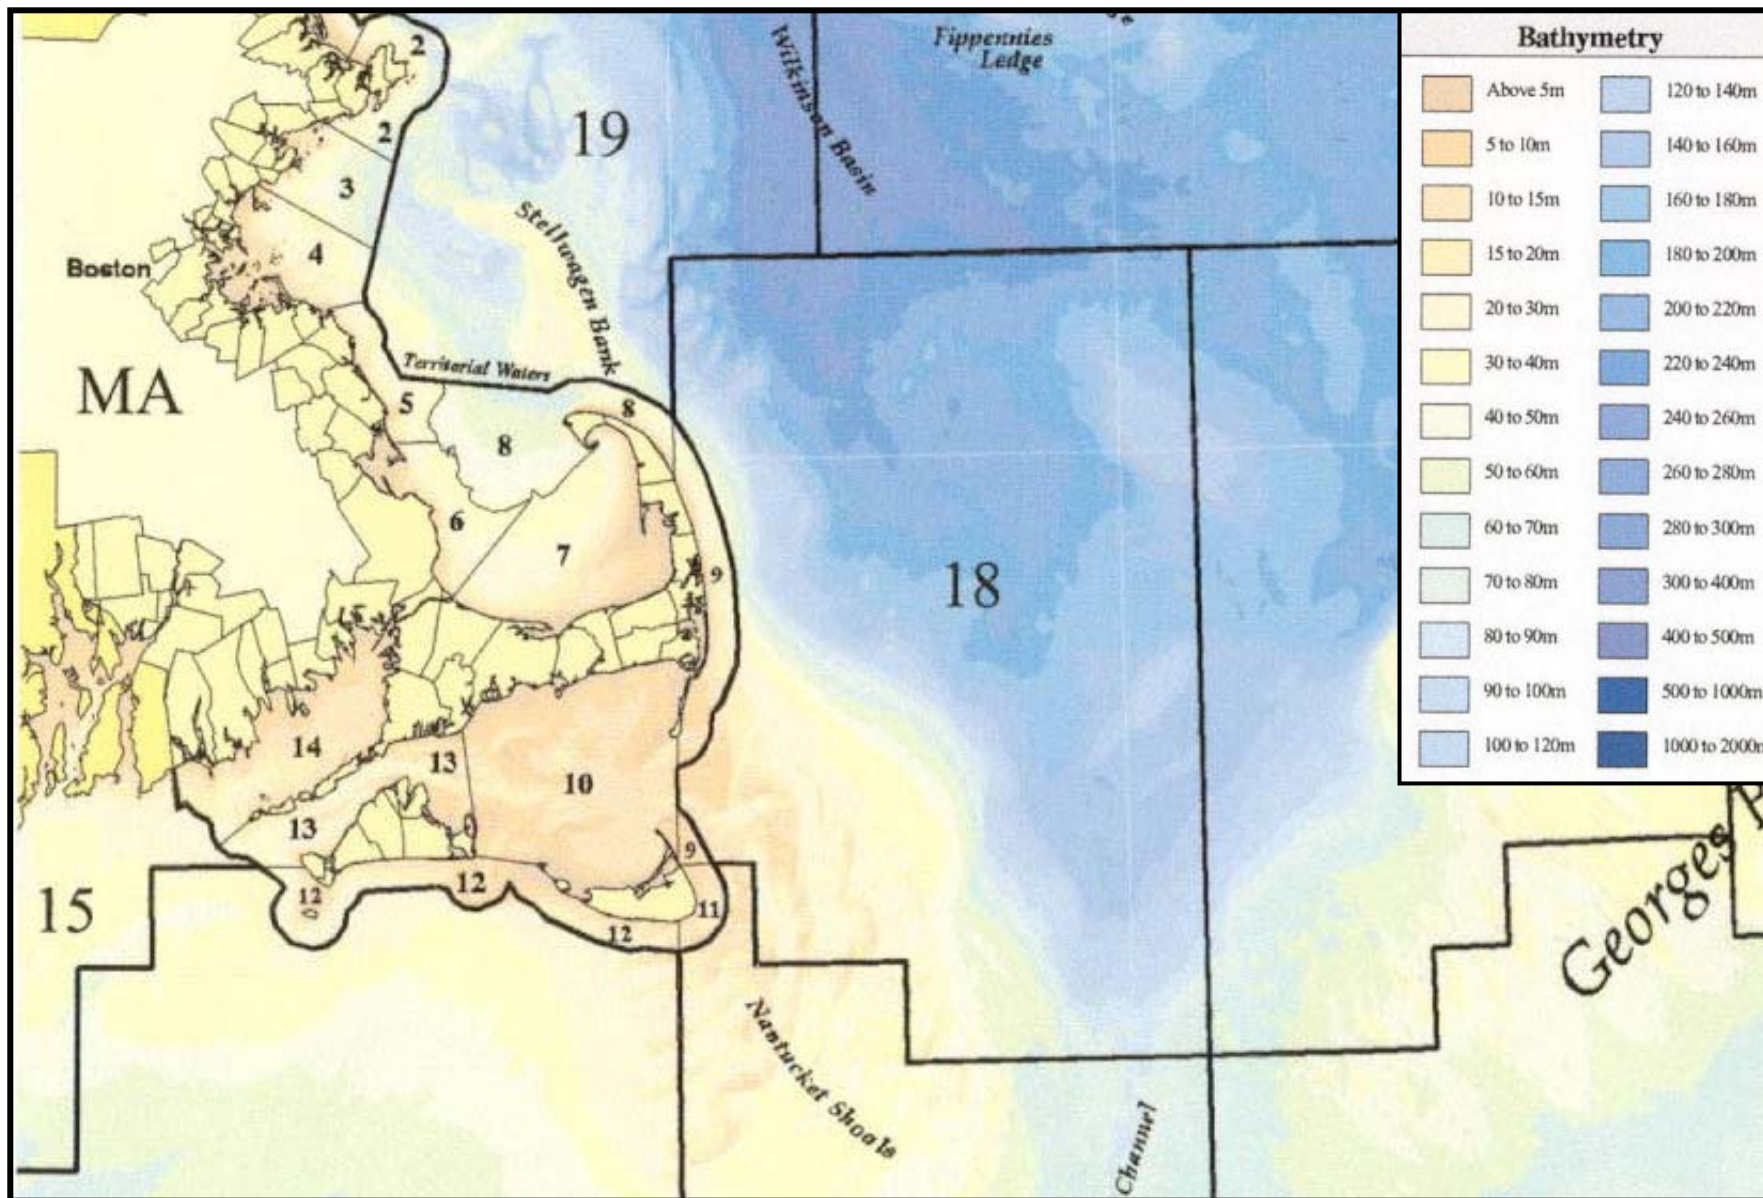 2
Fippennies
Ledge
Wilkinson Basin
2
19
3
Stellwagen Bank
4
Boston
Territorial Waters
MA
5
8
8
6
7
9
18
14
13
10
13
9
12
12
11
12
15
Georges
Nantucket Shoals
Channel
Bathymetry
Above 5m
5 to 10m
10 to 15m
15 to 20m
20 to 30m
30 to 40m
40 to 50m
50 to 60m
60 to 70m
70 to 80m
80 to 90m
90 to 100m
100 to 120m
120 to 140m
140 to 160m
160 to 180m
180 to 200m
200 to 220m
220 to 240m
240 to 260m
260 to 280m
280 to 300m
300 to 400m
400 to 500m
500 to 1000m
1000 to 2000m